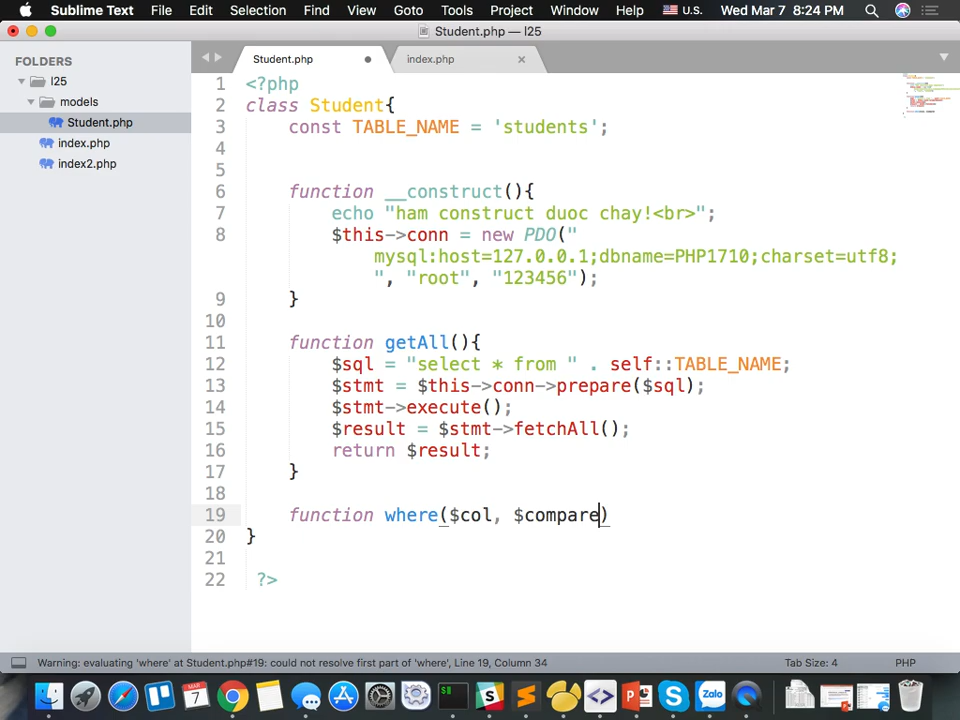 Sublime Text File Edit Selection Find View Goto Tools Project Window Help U.S. Wed Mar 7 8:24 PM
Student.php — l25
FOLDERS
l25
models
Student.php
index.php
index2.php
Student.php
index.php
1 <?php
2 class Student{
3 const TABLE_NAME = 'students';
4
5
6 function __construct(){
7 echo "ham construct duoc chay!<br>";
8 $this->conn = new PDO("
mysql:host=127.0.0.1;dbname=PHP1710;charset=utf8;
", "root", "123456");
9 }
10
11 function getAll(){
12 $sql = "select * from " . self::TABLE_NAME;
13 $stmt = $this->conn->prepare($sql);
14 $stmt->execute();
15 $result = $stmt->fetchAll();
16 return $result;
17 }
18
19 function where($col, $compare)
20 }
21
22 ?>
Warning: evaluating 'where' at Student.php#19: could not resolve first part of 'where', Line 19, Column 34 Tab Size: 4 PHP
MAR
7
Zalo